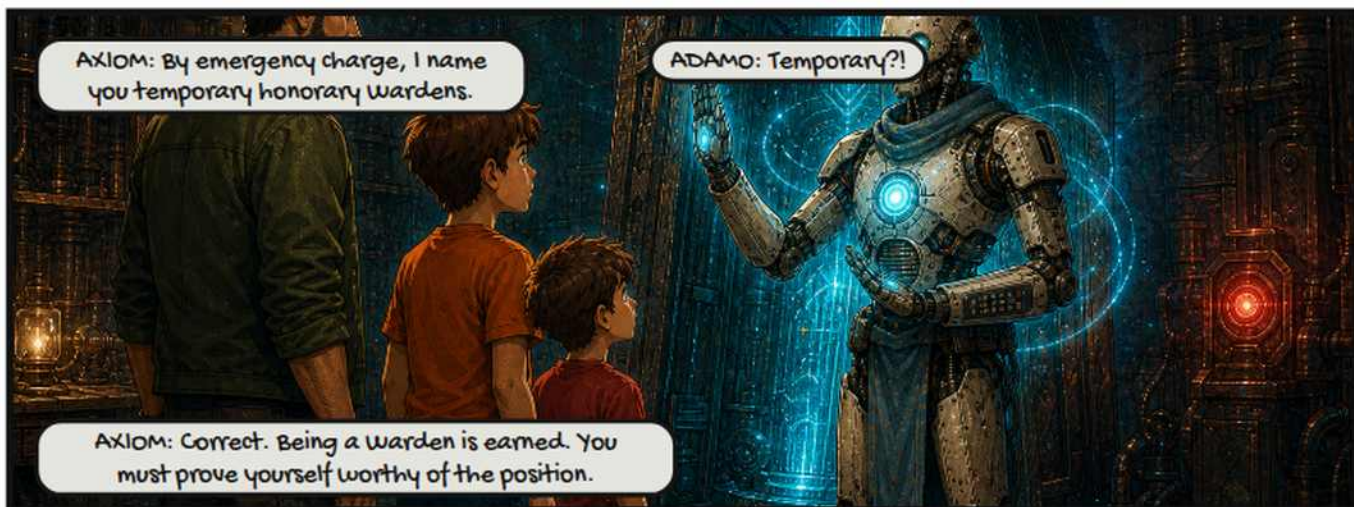 AXIOM: By emergency charge, I name
you temporary honorary wardens.
ADAMO: Temporary?!
AXIOM: Correct. Being a warden is earned. You
must prove yourself worthy of the position.